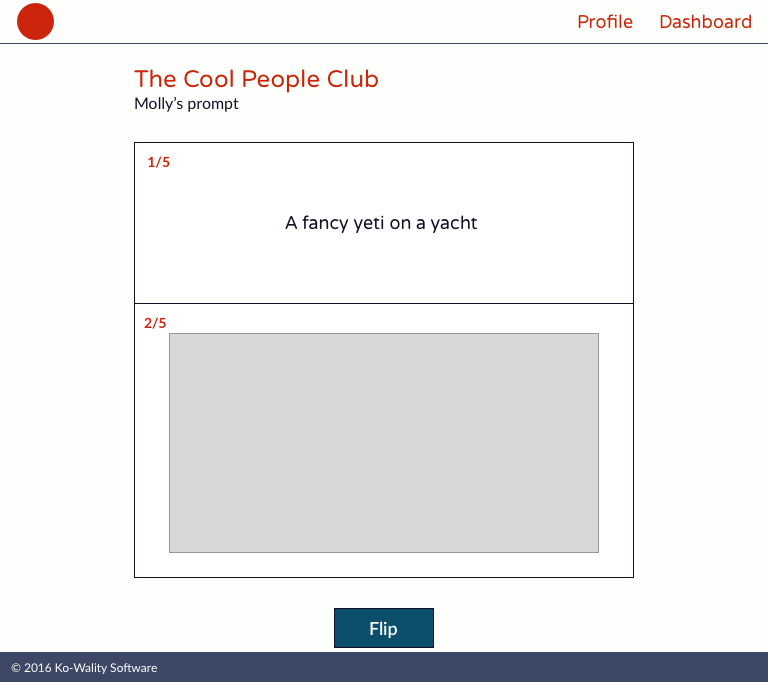 Profile Dashboard
The Cool People Club
Molly’s prompt
1/5
A fancy yeti on a yacht
2/5
Flip
© 2016 Ko-Wality Software